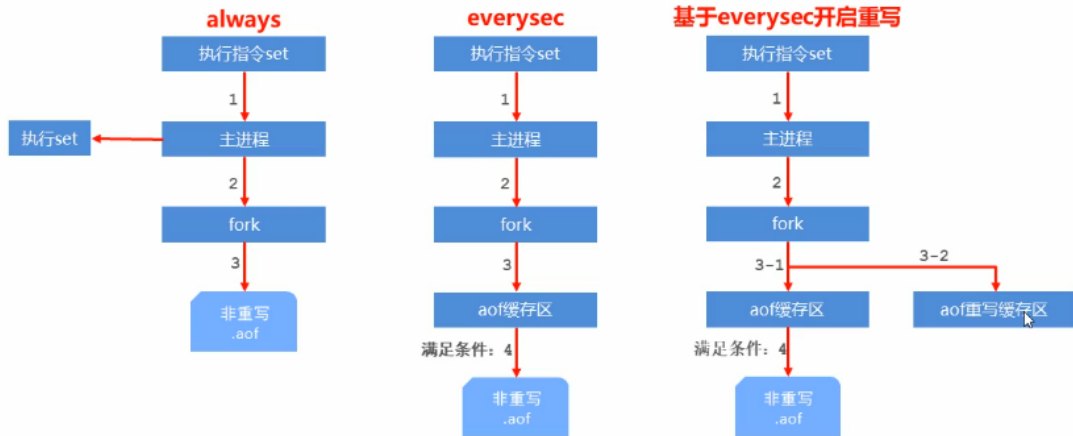 always
执行指令set
1
执行set
主进程
2
fork
3
非重写
.aof
everysec
执行指令set
1
主进程
2
fork
3
aof缓存区
满足条件：4
非重写
.aof
基于everysec开启重写
执行指令set
1
主进程
2
fork
3-1
3-2
aof缓存区
aof重写缓存区
满足条件：4
非重写
.aof